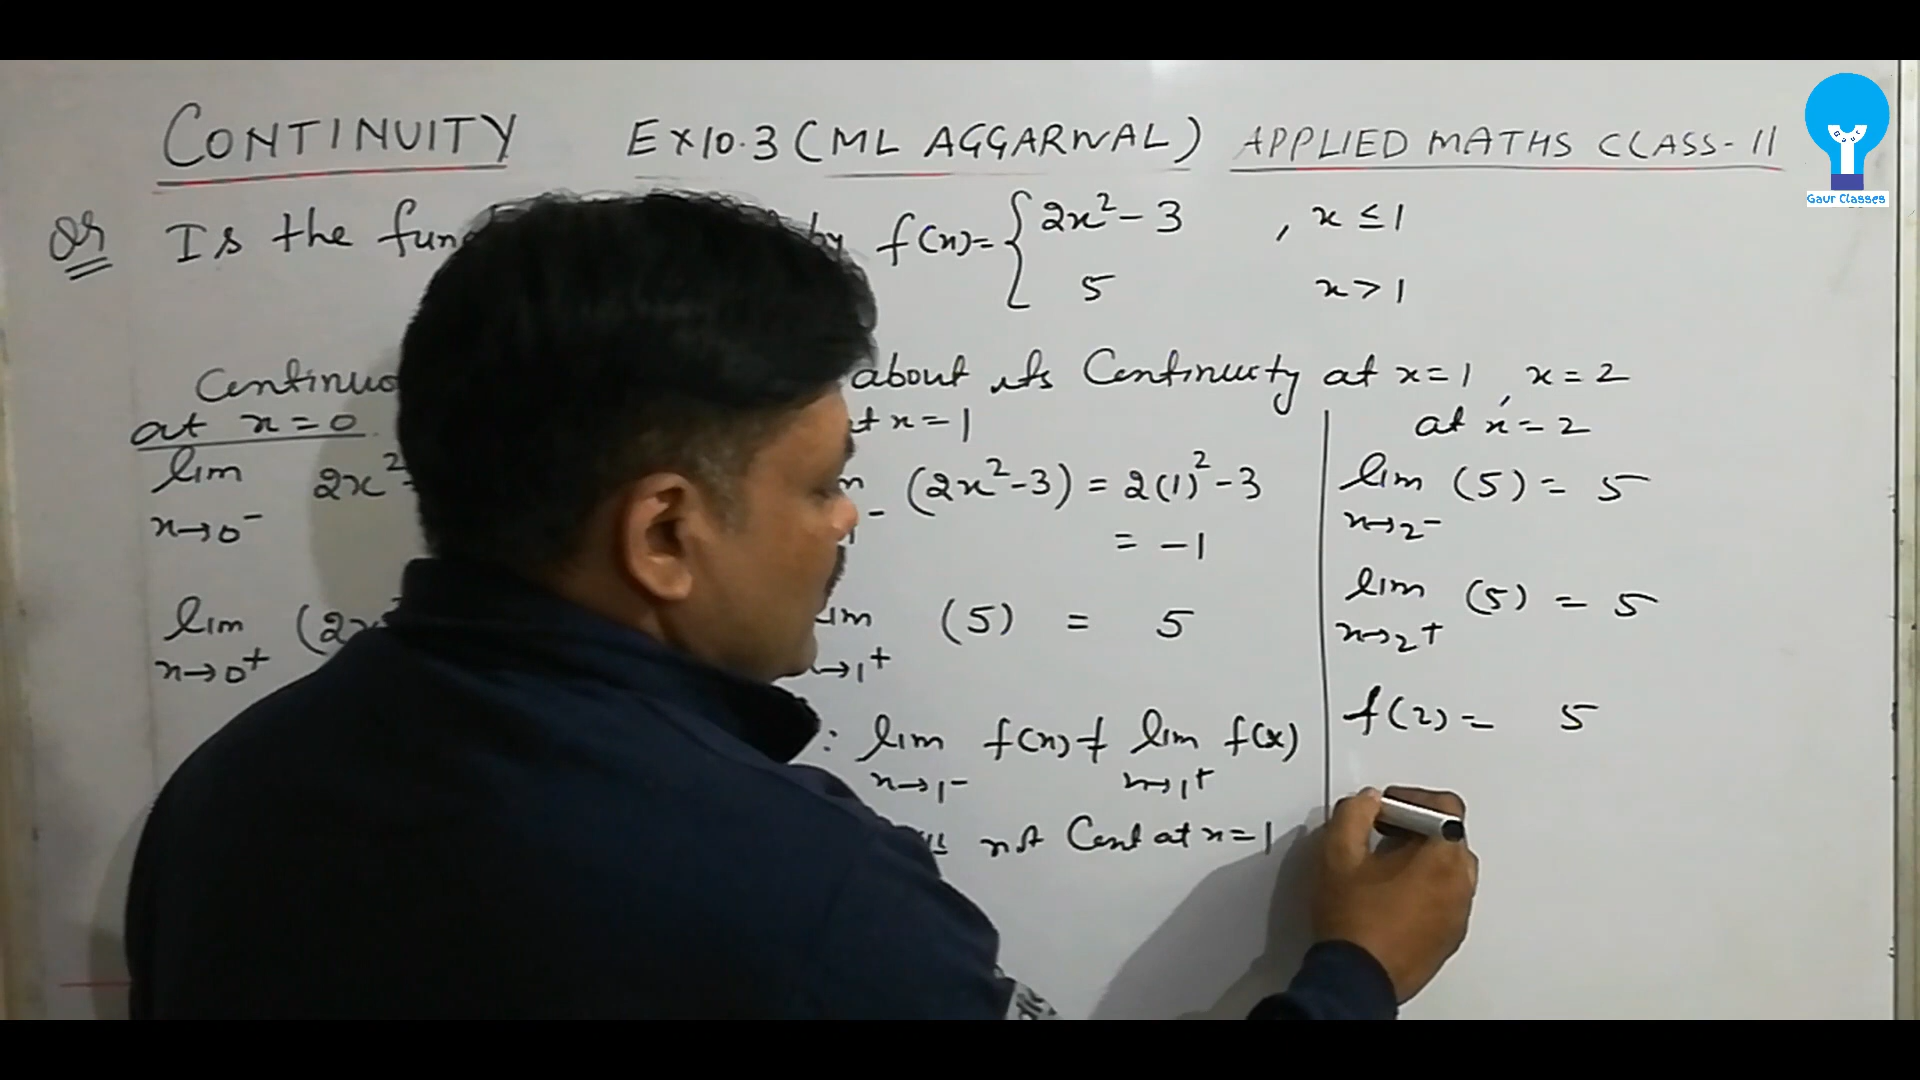 CONTINUITY EX 10.3 (ML AGGARWAL) APPLIED MATHS CLASS-11
Gaur Classes
Or Is the by f(x)= { 2x²-3 , x ≤ 1
5 x > 1
about its Continuity at x=1, x=2
at x=0
lim 2x²
x→0⁻
lim (2x
x→0⁺
at x=1
(2x²-3) = 2(1)²-3
= -1
lim (5) = 5
x→1⁺
: lim f(x) ≠ lim f(x)
x→1⁻ x→1⁺
not Cont at x=1
at x=2
lim (5) = 5
x→2⁻
lim (5) = 5
x→2⁺
f(2) = 5